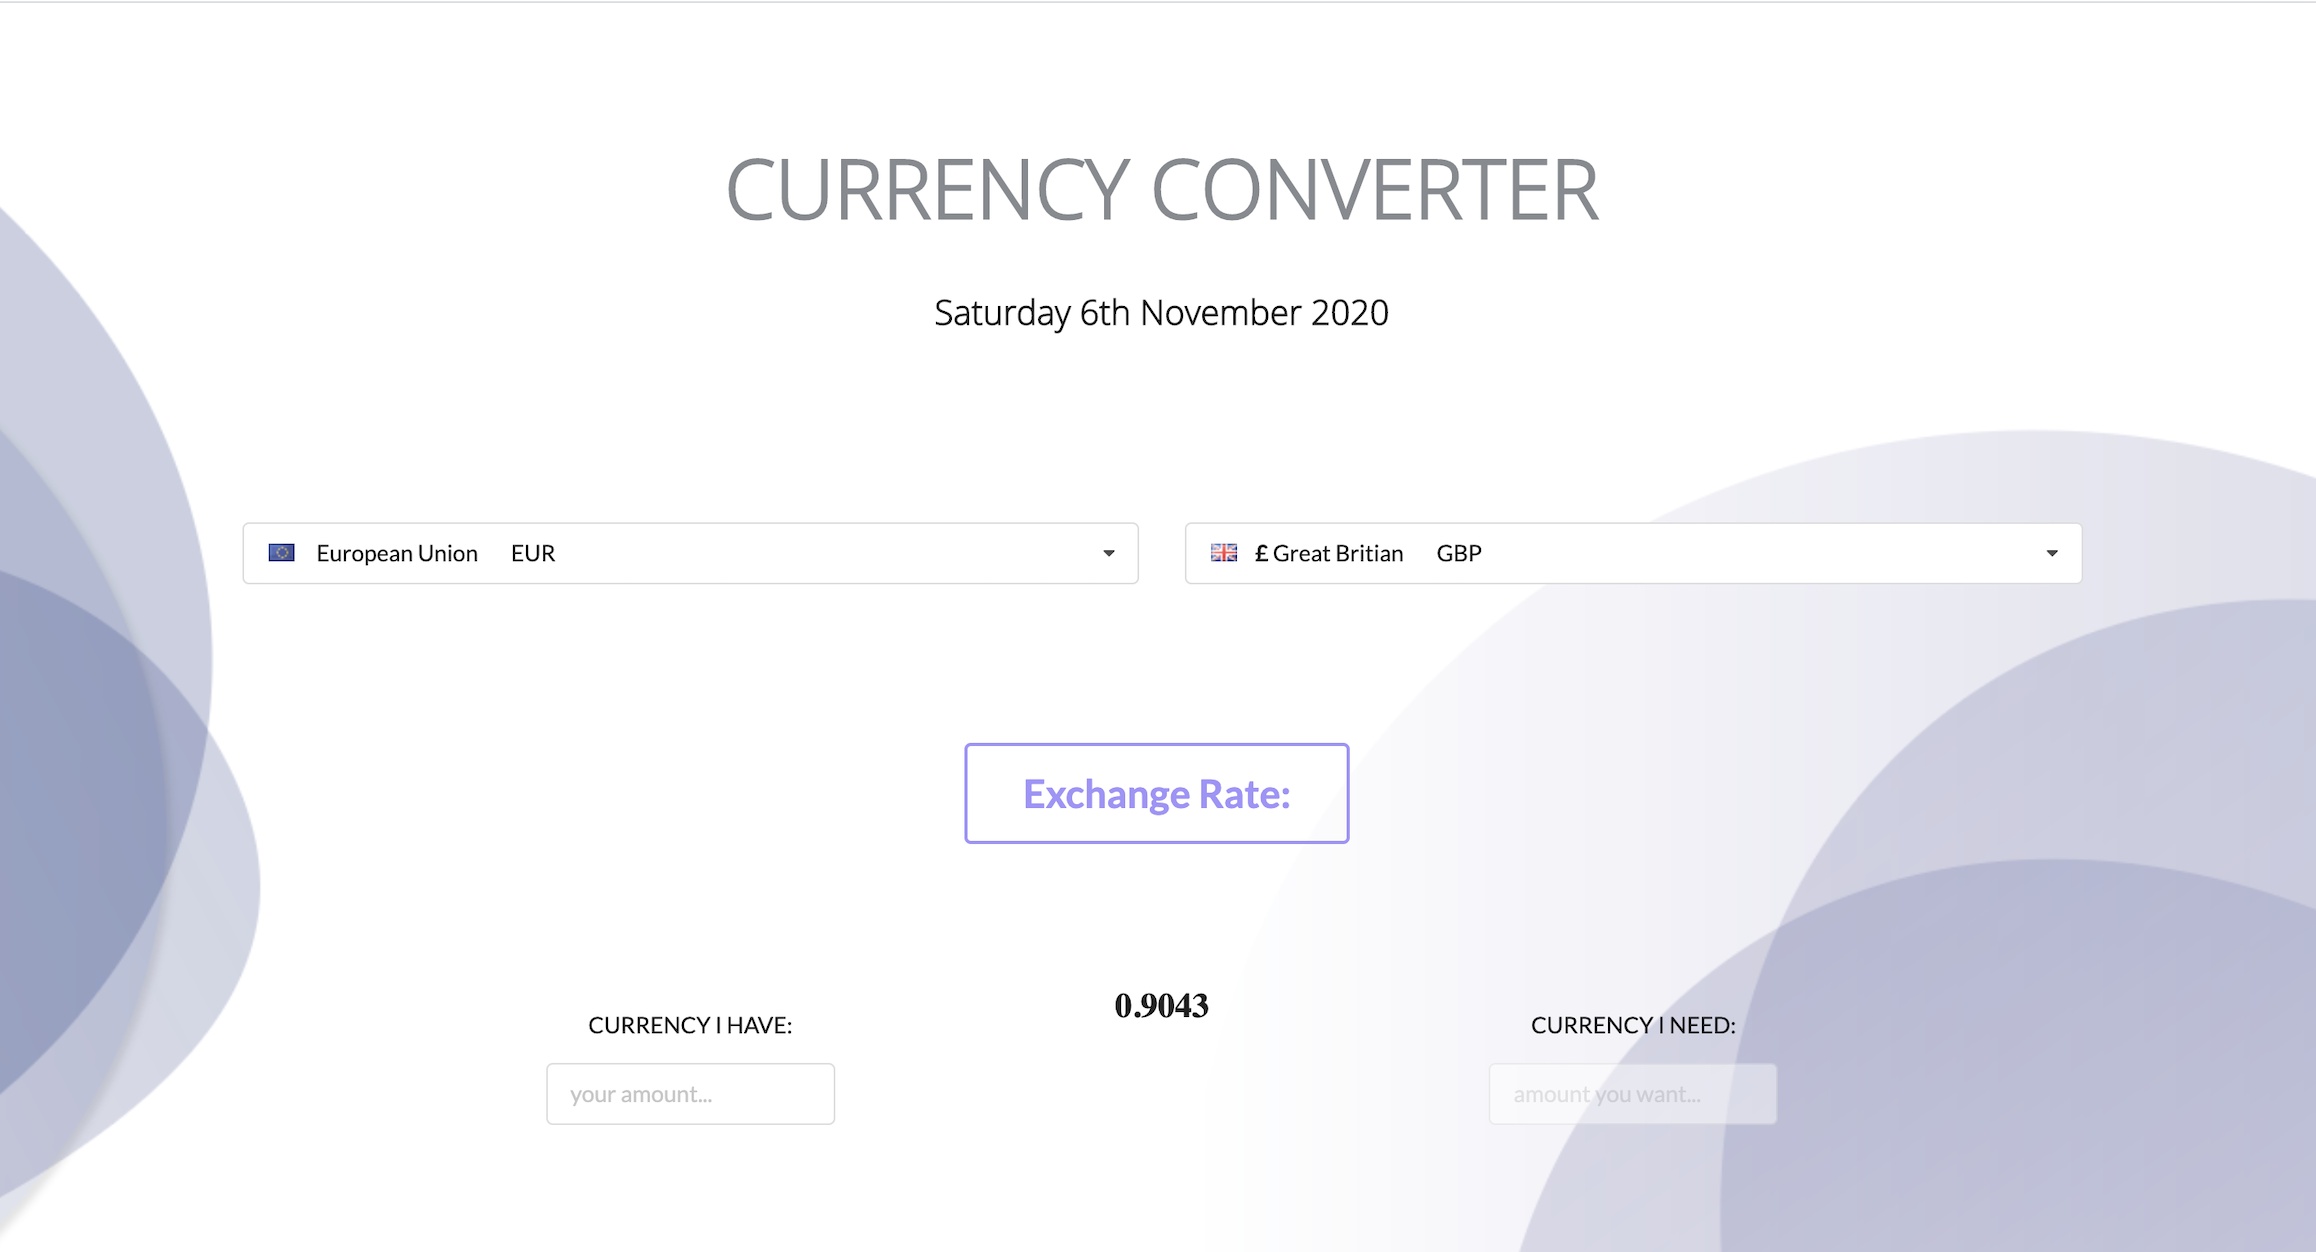 CURRENCY CONVERTER
Saturday 6th November 2020
European Union EUR
£ Great Britian GBP
Exchange Rate:
0.9043
CURRENCY I HAVE:
your amount...
CURRENCY I NEED:
amount you want...